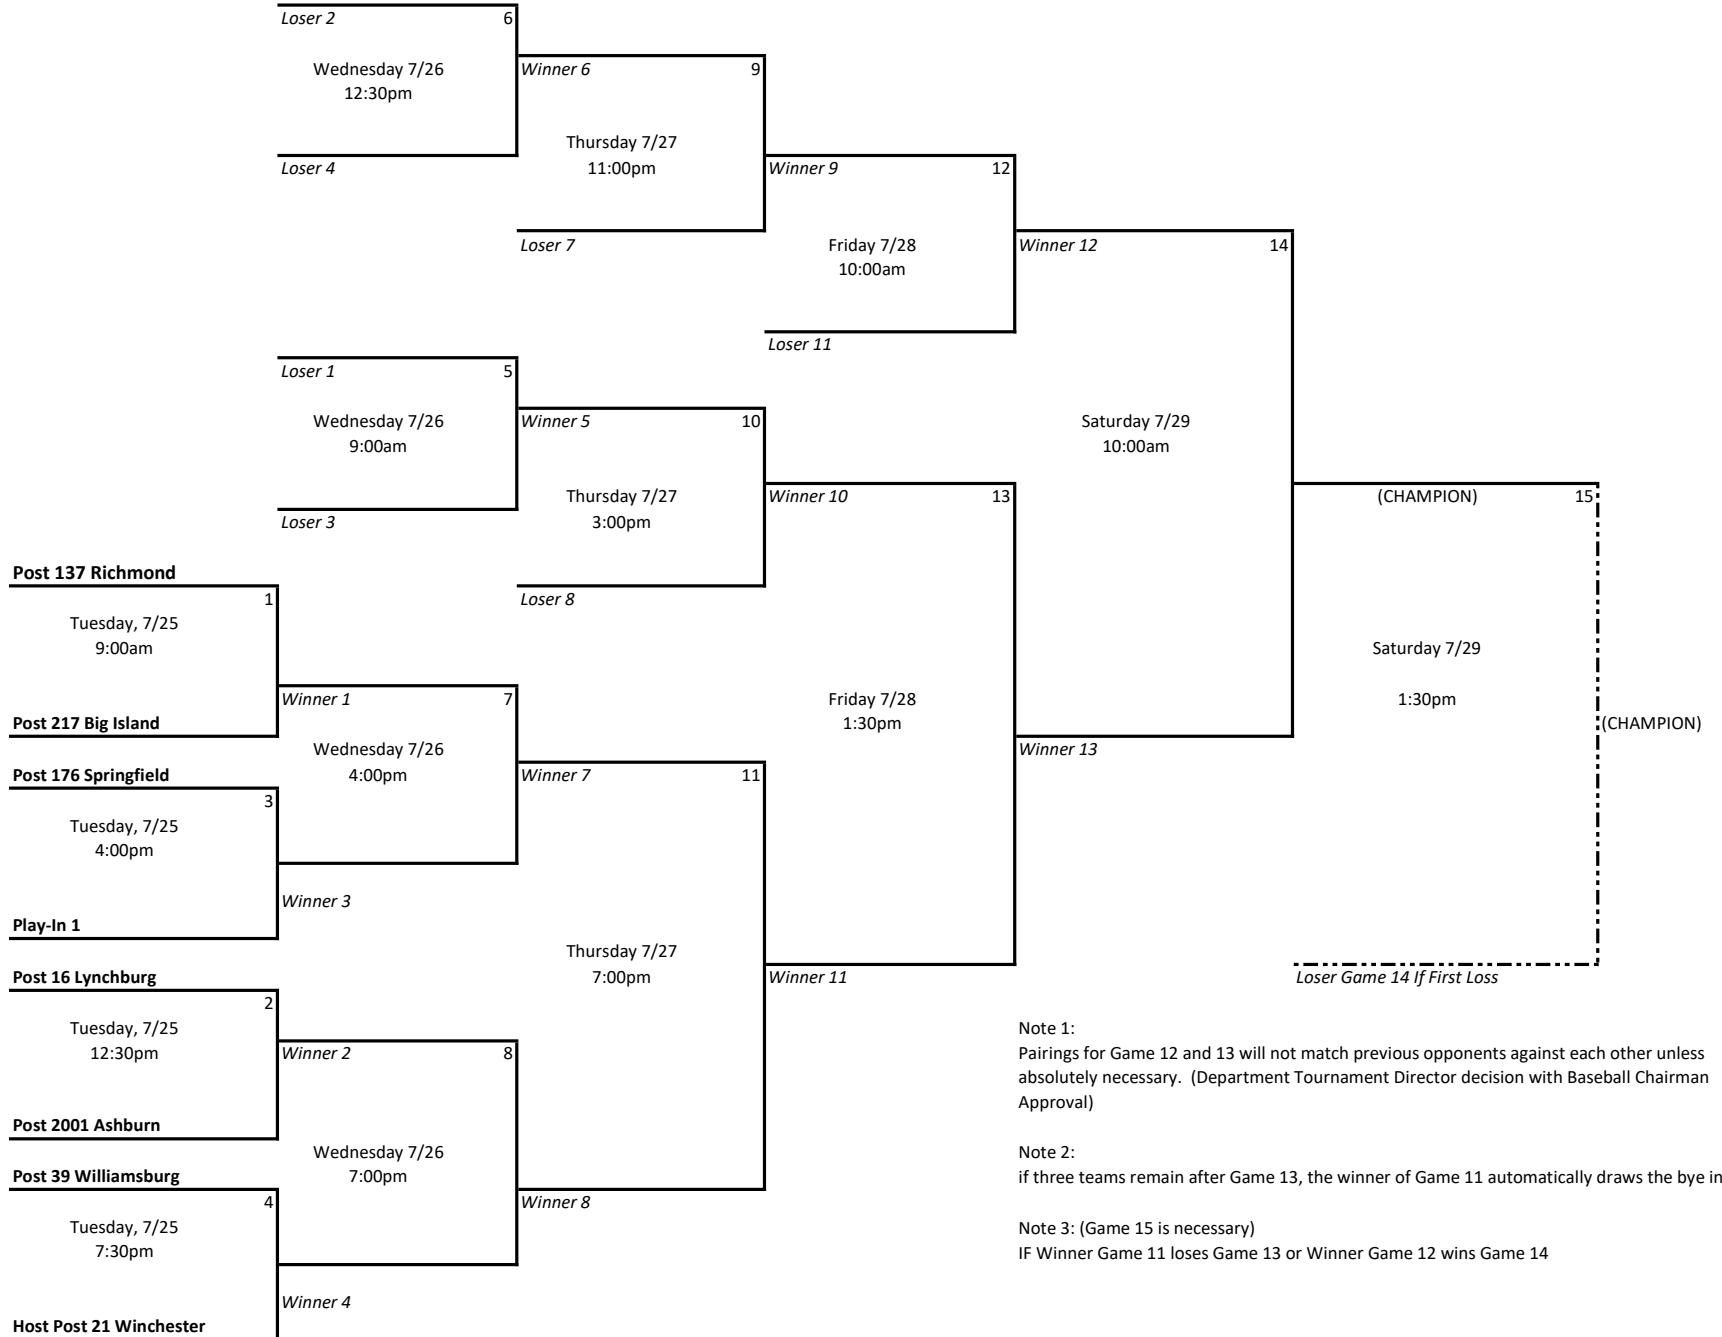 Loser 2
6
Wednesday 7/26
12:30pm
Loser 4
Winner 6
9
Thursday 7/27
11:00pm
Loser 7
Winner 9
12
Friday 7/28
10:00am
Loser 11
Winner 12
14
Loser 1
5
Wednesday 7/26
9:00am
Loser 3
Winner 5
10
Thursday 7/27
3:00pm
Loser 8
Winner 10
13
Saturday 7/29
10:00am
(CHAMPION)
15
Post 137 Richmond
1
Tuesday, 7/25
9:00am
Post 217 Big Island
Winner 1
7
Wednesday 7/26
4:00pm
Post 176 Springfield
3
Tuesday, 7/25
4:00pm
Play-In 1
Winner 3
Winner 7
11
Friday 7/28
1:30pm
Winner 13
Saturday 7/29
1:30pm
(CHAMPION)
Post 16 Lynchburg
2
Tuesday, 7/25
12:30pm
Post 2001 Ashburn
Winner 2
8
Thursday 7/27
7:00pm
Winner 11
Loser Game 14 If First Loss
Wednesday 7/26
7:00pm
Post 39 Williamsburg
4
Tuesday, 7/25
7:30pm
Host Post 21 Winchester
Winner 4
Winner 8
Note 1:
Pairings for Game 12 and 13 will not match previous opponents against each other unless
absolutely necessary. (Department Tournament Director decision with Baseball Chairman
Approval)
Note 2:
if three teams remain after Game 13, the winner of Game 11 automatically draws the bye in
Note 3: (Game 15 is necessary)
IF Winner Game 11 loses Game 13 or Winner Game 12 wins Game 14